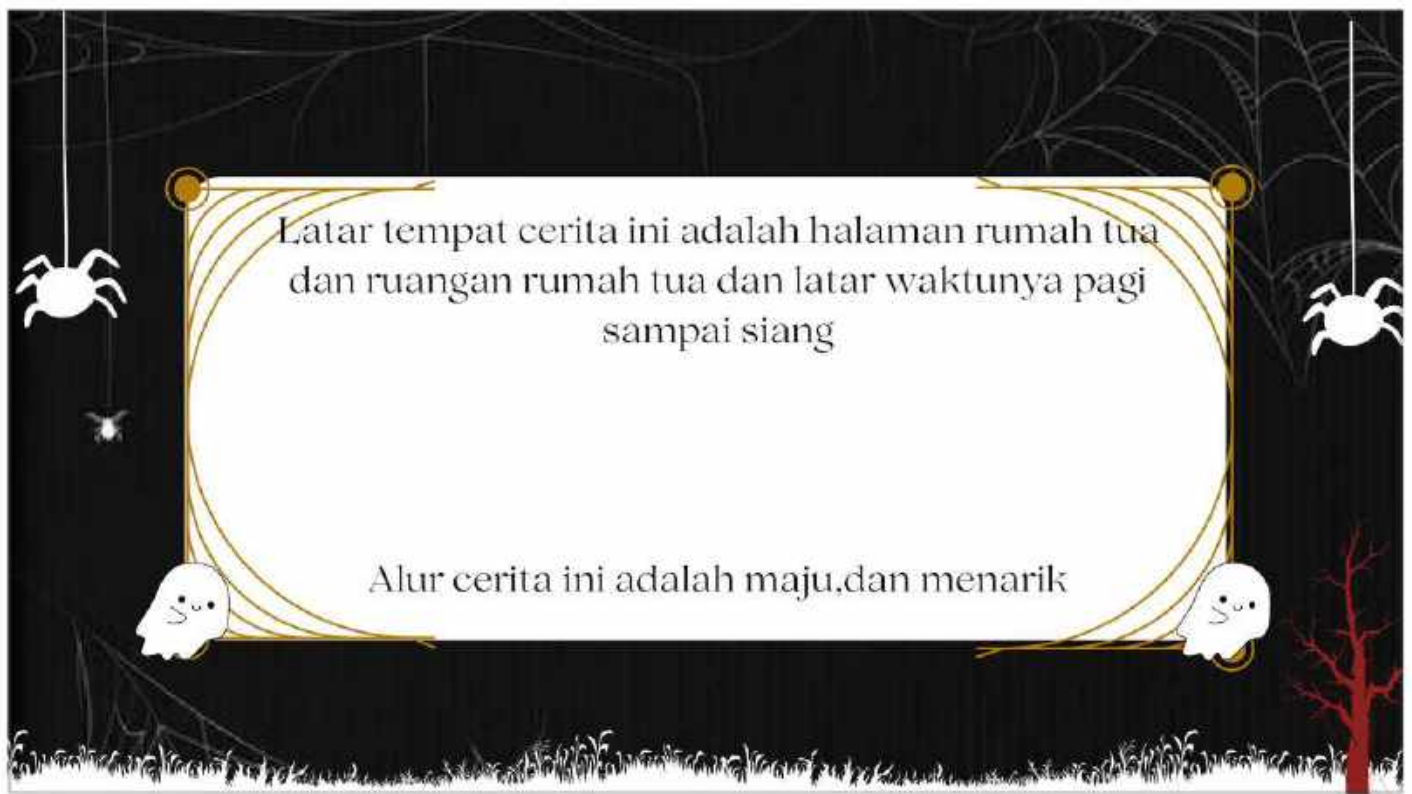 Latar tempat cerita ini adalah halaman rumah tua
dan ruangan rumah tua dan latar waktunya pagi
sampai siang
Alur cerita ini adalah maju,dan menarik